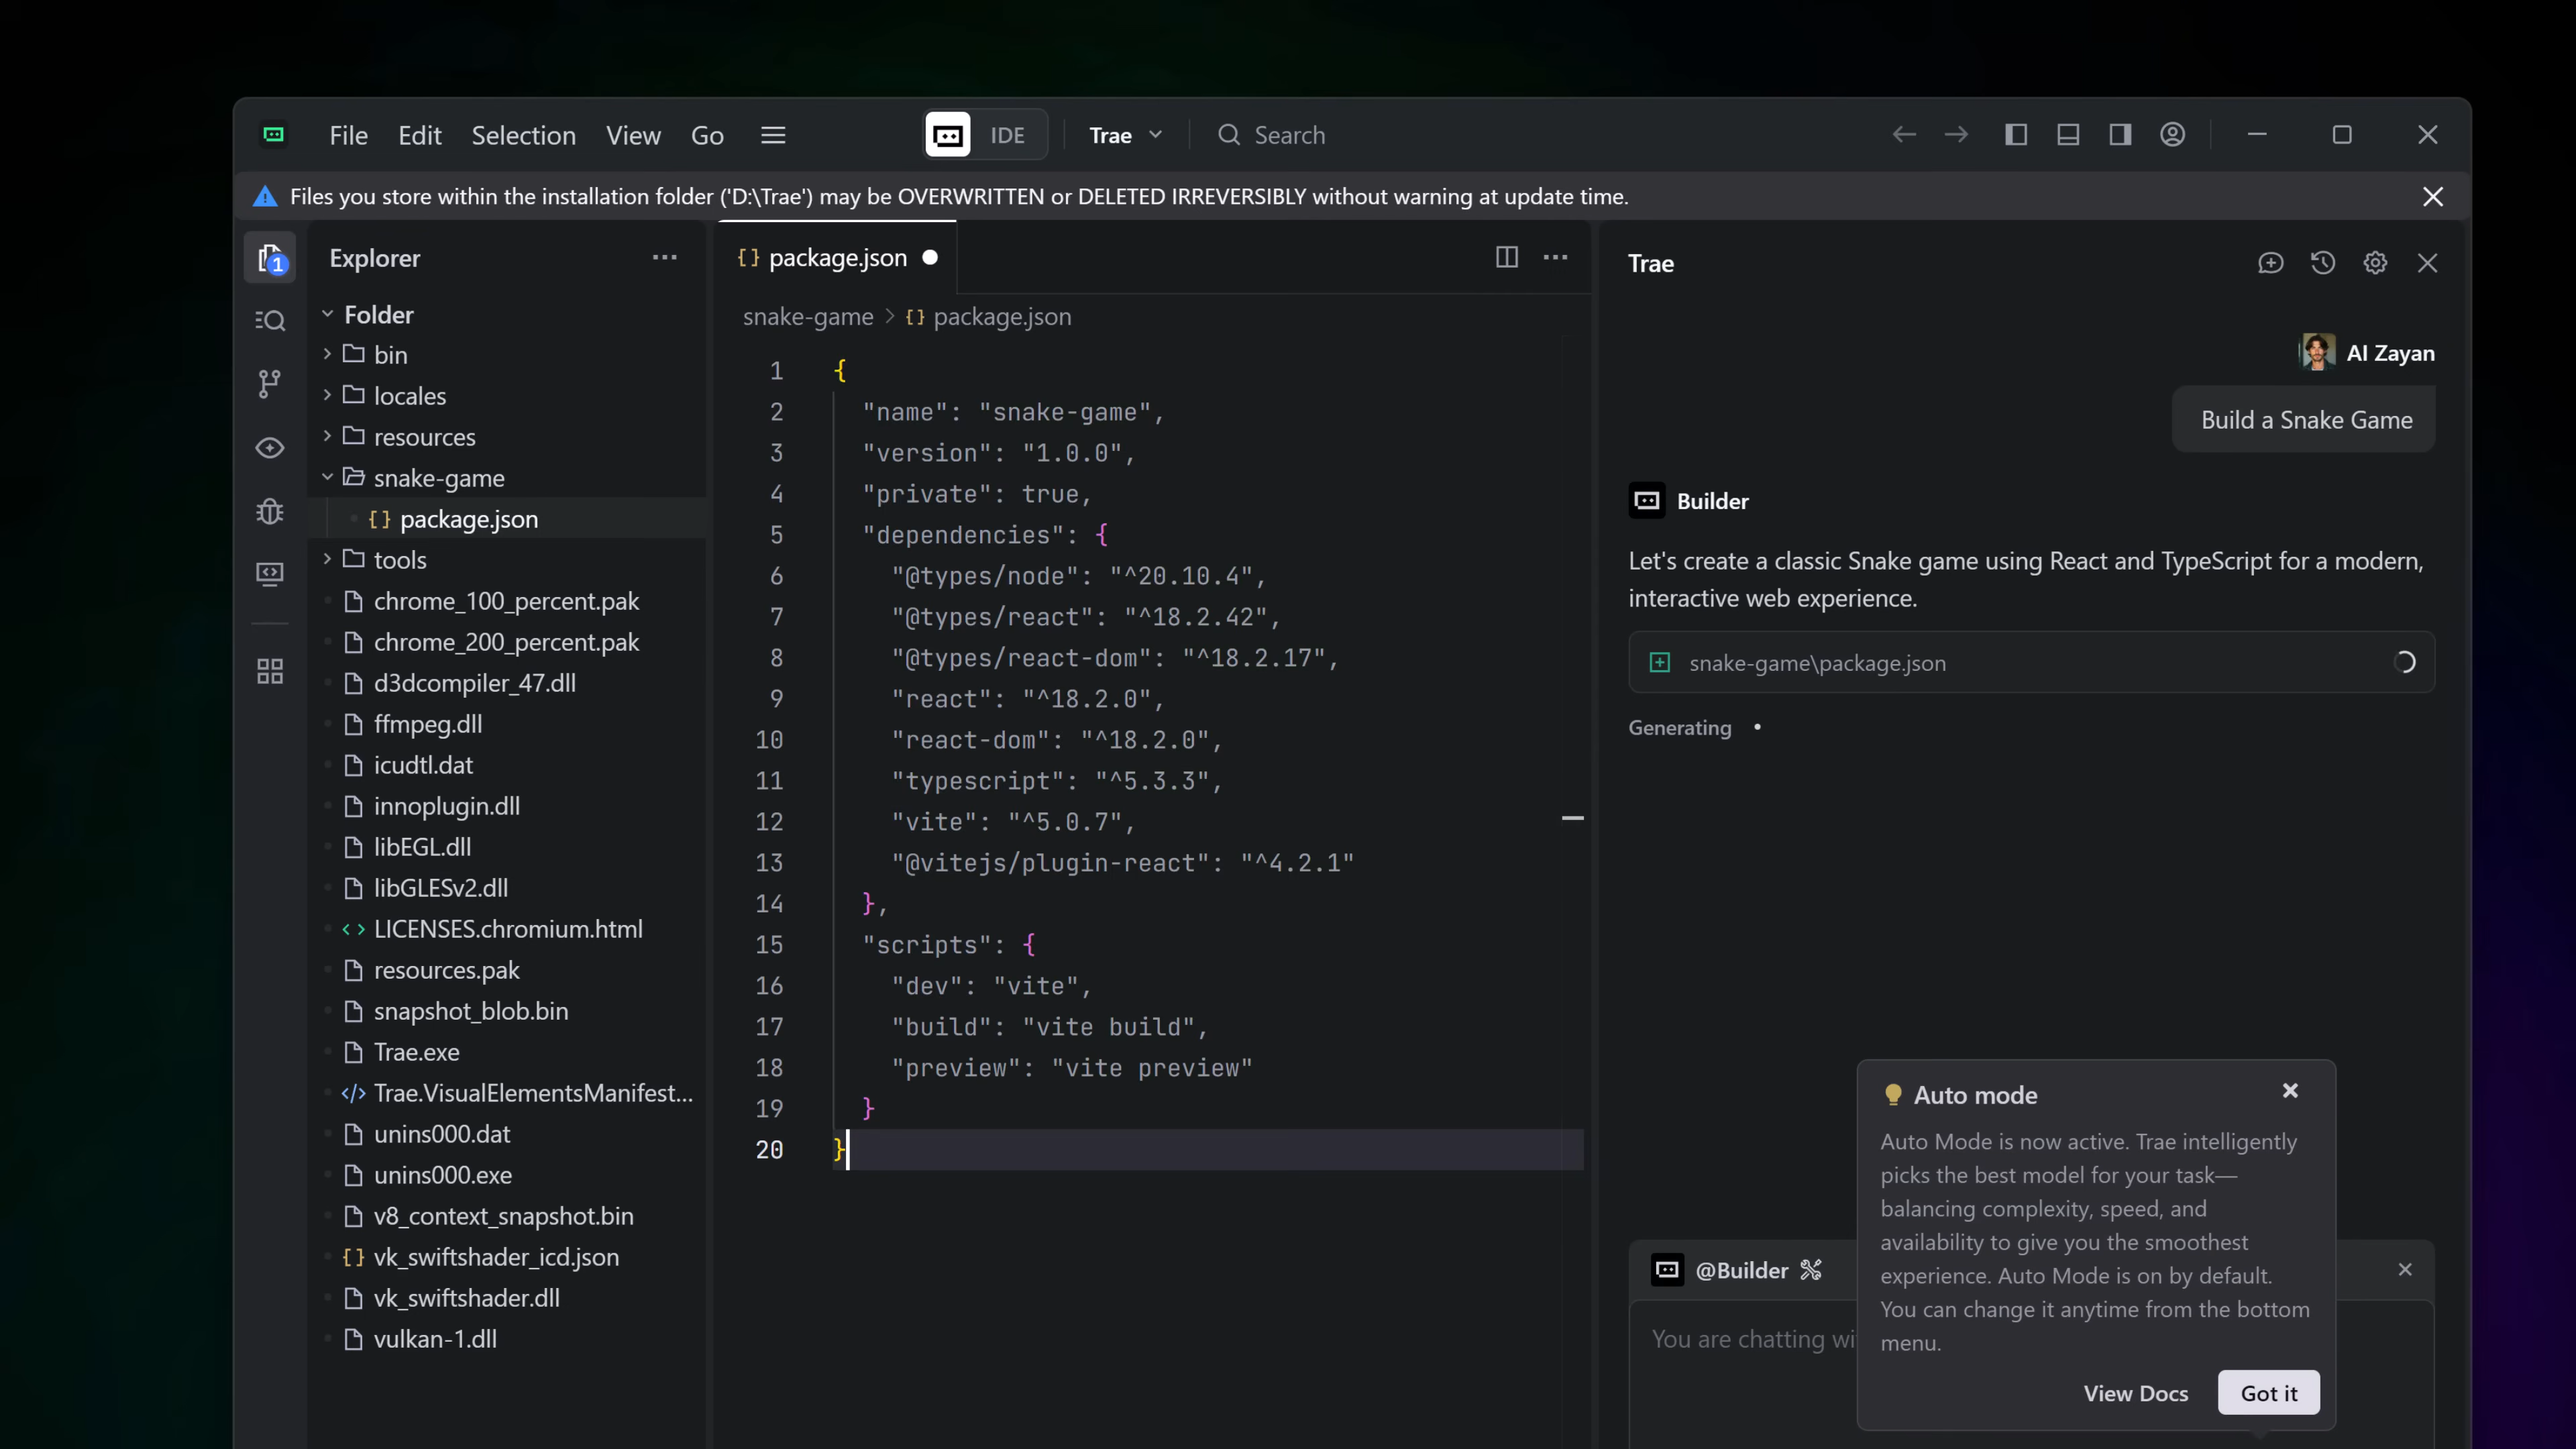 File Edit Selection View Go
IDE
Trae
Search
Files you store within the installation folder ('D:\Trae') may be OVERWRITTEN or DELETED IRREVERSIBLY without warning at update time.
1
Explorer
Folder
bin
locales
resources
snake-game
{} package.json
tools
chrome_100_percent.pak
chrome_200_percent.pak
d3dcompiler_47.dll
ffmpeg.dll
icudtl.dat
innoplugin.dll
libEGL.dll
libGLESv2.dll
LICENSES.chromium.html
resources.pak
snapshot_blob.bin
Trae.exe
Trae.VisualElementsManifest...
unins000.dat
unins000.exe
v8_context_snapshot.bin
{} vk_swiftshader_icd.json
vk_swiftshader.dll
vulkan-1.dll
{} package.json
snake-game > {} package.json
1 {
2 "name": "snake-game",
3 "version": "1.0.0",
4 "private": true,
5 "dependencies": {
6 "@types/node": "^20.10.4",
7 "@types/react": "^18.2.42",
8 "@types/react-dom": "^18.2.17",
9 "react": "^18.2.0",
10 "react-dom": "^18.2.0",
11 "typescript": "^5.3.3",
12 "vite": "^5.0.7",
13 "@vitejs/plugin-react": "^4.2.1"
14 },
15 "scripts": {
16 "dev": "vite",
17 "build": "vite build",
18 "preview": "vite preview"
19 }
20 }
Trae
AI Zayan
Build a Snake Game
Builder
Let's create a classic Snake game using React and TypeScript for a modern,
interactive web experience.
snake-game\package.json
Generating
@Builder
You are chatting wi
Auto mode
Auto Mode is now active. Trae intelligently
picks the best model for your task—
balancing complexity, speed, and
availability to give you the smoothest
experience. Auto Mode is on by default.
You can change it anytime from the bottom
menu.
View Docs
Got it